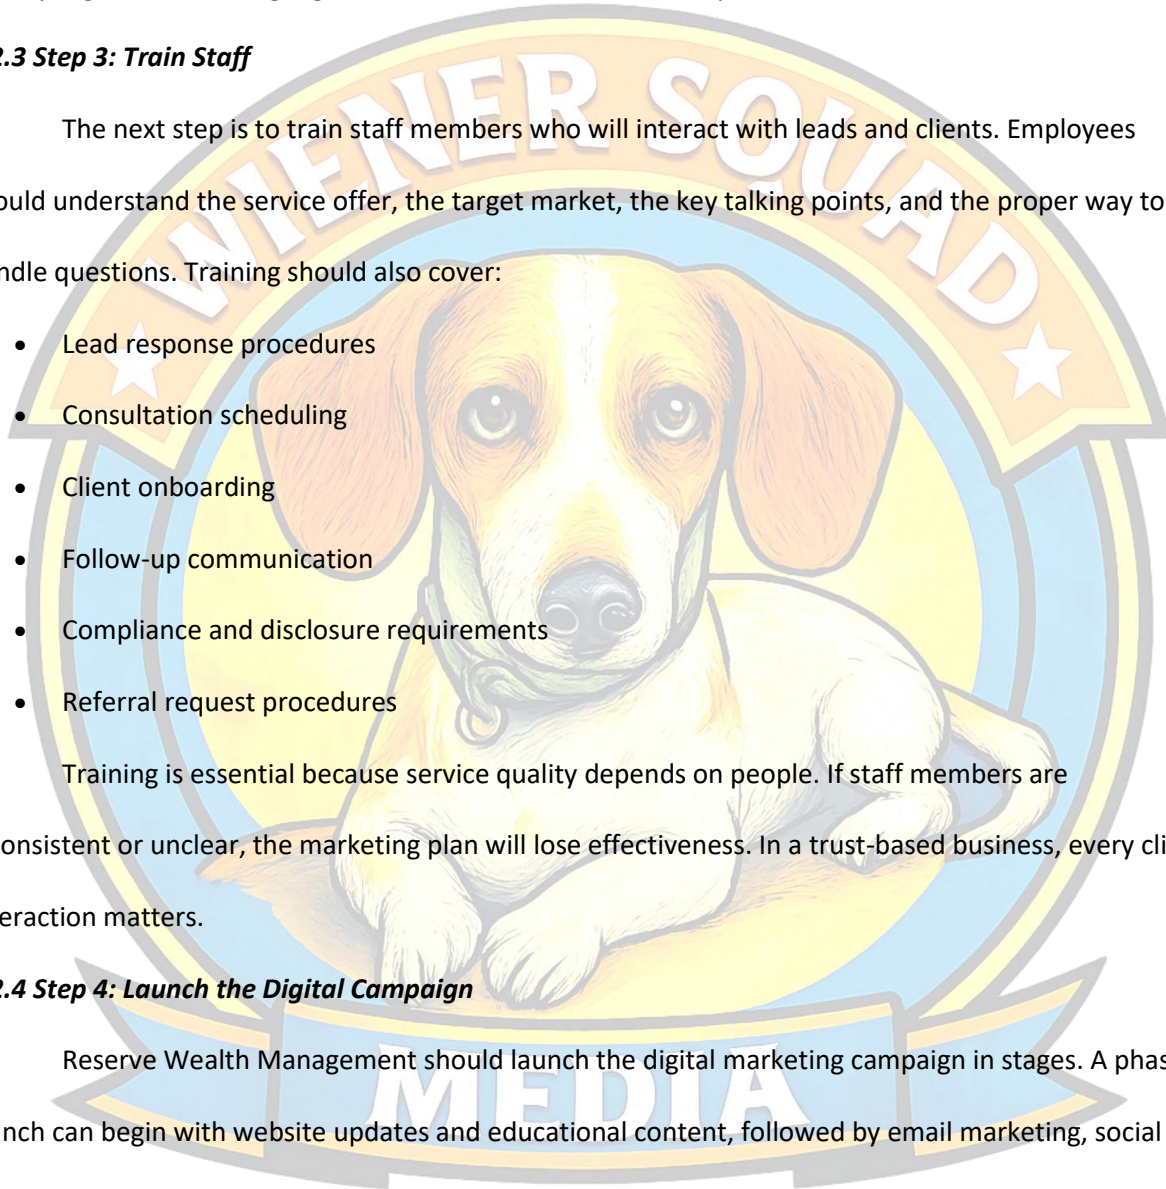 2.3 Step 3: Train Staff
The next step is to train staff members who will interact with leads and clients. Employees
ould understand the service offer, the target market, the key talking points, and the proper way to
ndle questions. Training should also cover:
• Lead response procedures
• Consultation scheduling
• Client onboarding
• Follow-up communication
• Compliance and disclosure requirements
• Referral request procedures
Training is essential because service quality depends on people. If staff members are
onsistent or unclear, the marketing plan will lose effectiveness. In a trust-based business, every cli
eraction matters.
2.4 Step 4: Launch the Digital Campaign
Reserve Wealth Management should launch the digital marketing campaign in stages. A phas
nch can begin with website updates and educational content, followed by email marketing, social
WIENER SQUAD
MEDIA